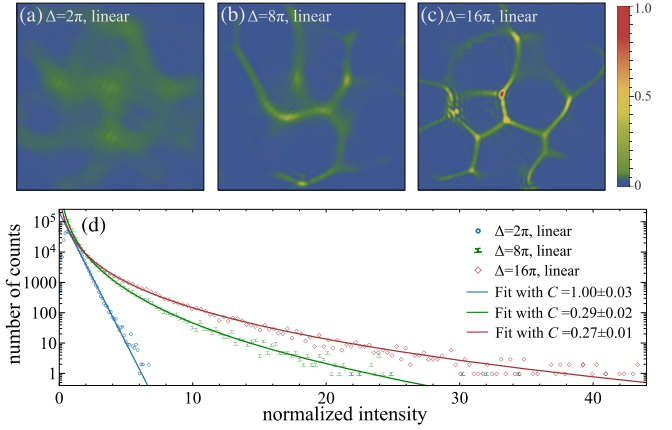 (a) Δ=2π, linear
(b) Δ=8π, linear
(c) Δ=16π, linear
1.0
0.5
0
(d)
number of counts
10⁵
10⁴
1000
100
10
1
Δ=2π, linear
Δ=8π, linear
Δ=16π, linear
Fit with C =1.00±0.03
Fit with C =0.29±0.02
Fit with C =0.27±0.01
0 10 20 30 40
normalized intensity